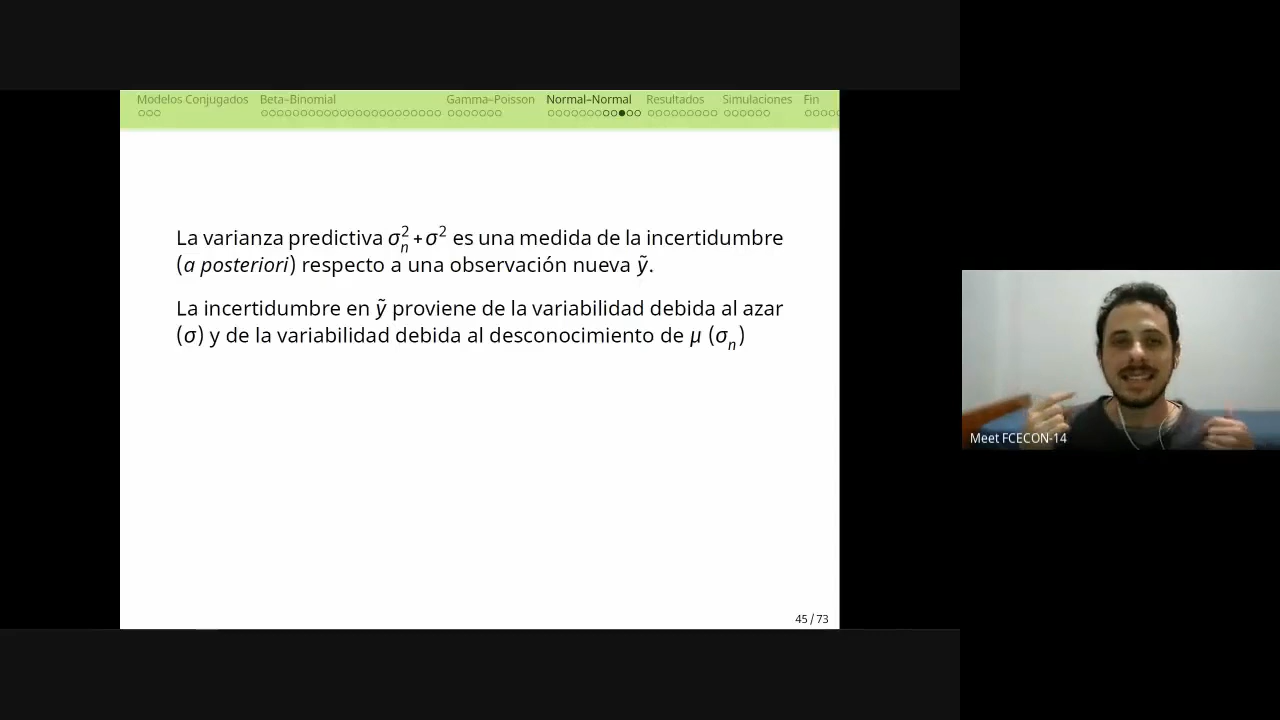 Modelos Conjugados Beta–Binomial Gamma–Poisson Normal–Normal Resultados Simulaciones Fin
La varianza predictiva σ²ₙ + σ² es una medida de la incertidumbre
(a posteriori) respecto a una observación nueva ỹ.
La incertidumbre en ỹ proviene de la variabilidad debida al azar
(σ) y de la variabilidad debida al desconocimiento de μ (σₙ)
Meet FCECON-14
45 / 73